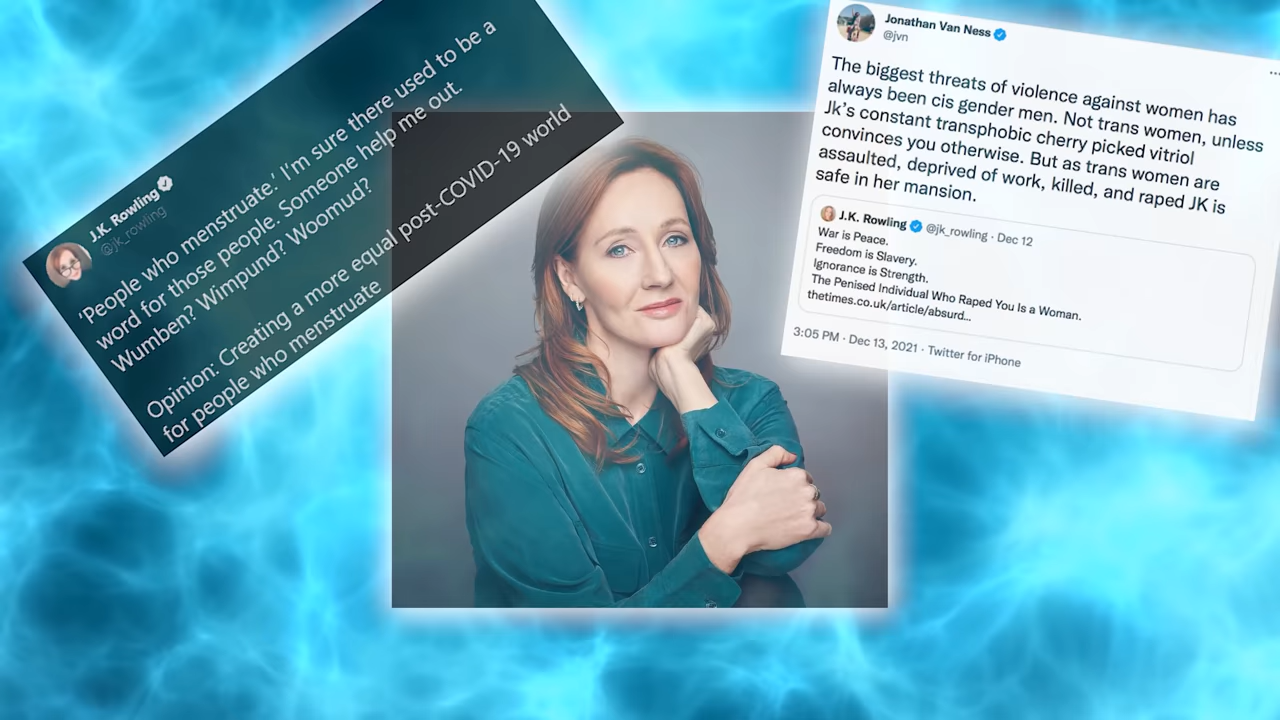 J.K. Rowling
@jk_rowling
‘People who menstruate.’ I’m sure there used to be a
word for those people. Someone help me out.
Wumben? Wimpund? Woomud?
Opinion: Creating a more equal post-COVID-19 world
for people who menstruate
Jonathan Van Ness
@jvn
The biggest threats of violence against women has
always been cis gender men. Not trans women, unless
Jk’s constant transphobic cherry picked vitriol
convinces you otherwise. But as trans women are
assaulted, deprived of work, killed, and raped JK is
safe in her mansion.
J.K. Rowling @jk_rowling · Dec 12
War is Peace.
Freedom is Slavery.
Ignorance is Strength.
The Penised Individual Who Raped You Is a Woman.
thetimes.co.uk/article/absurd...
3:05 PM · Dec 13, 2021 · Twitter for iPhone